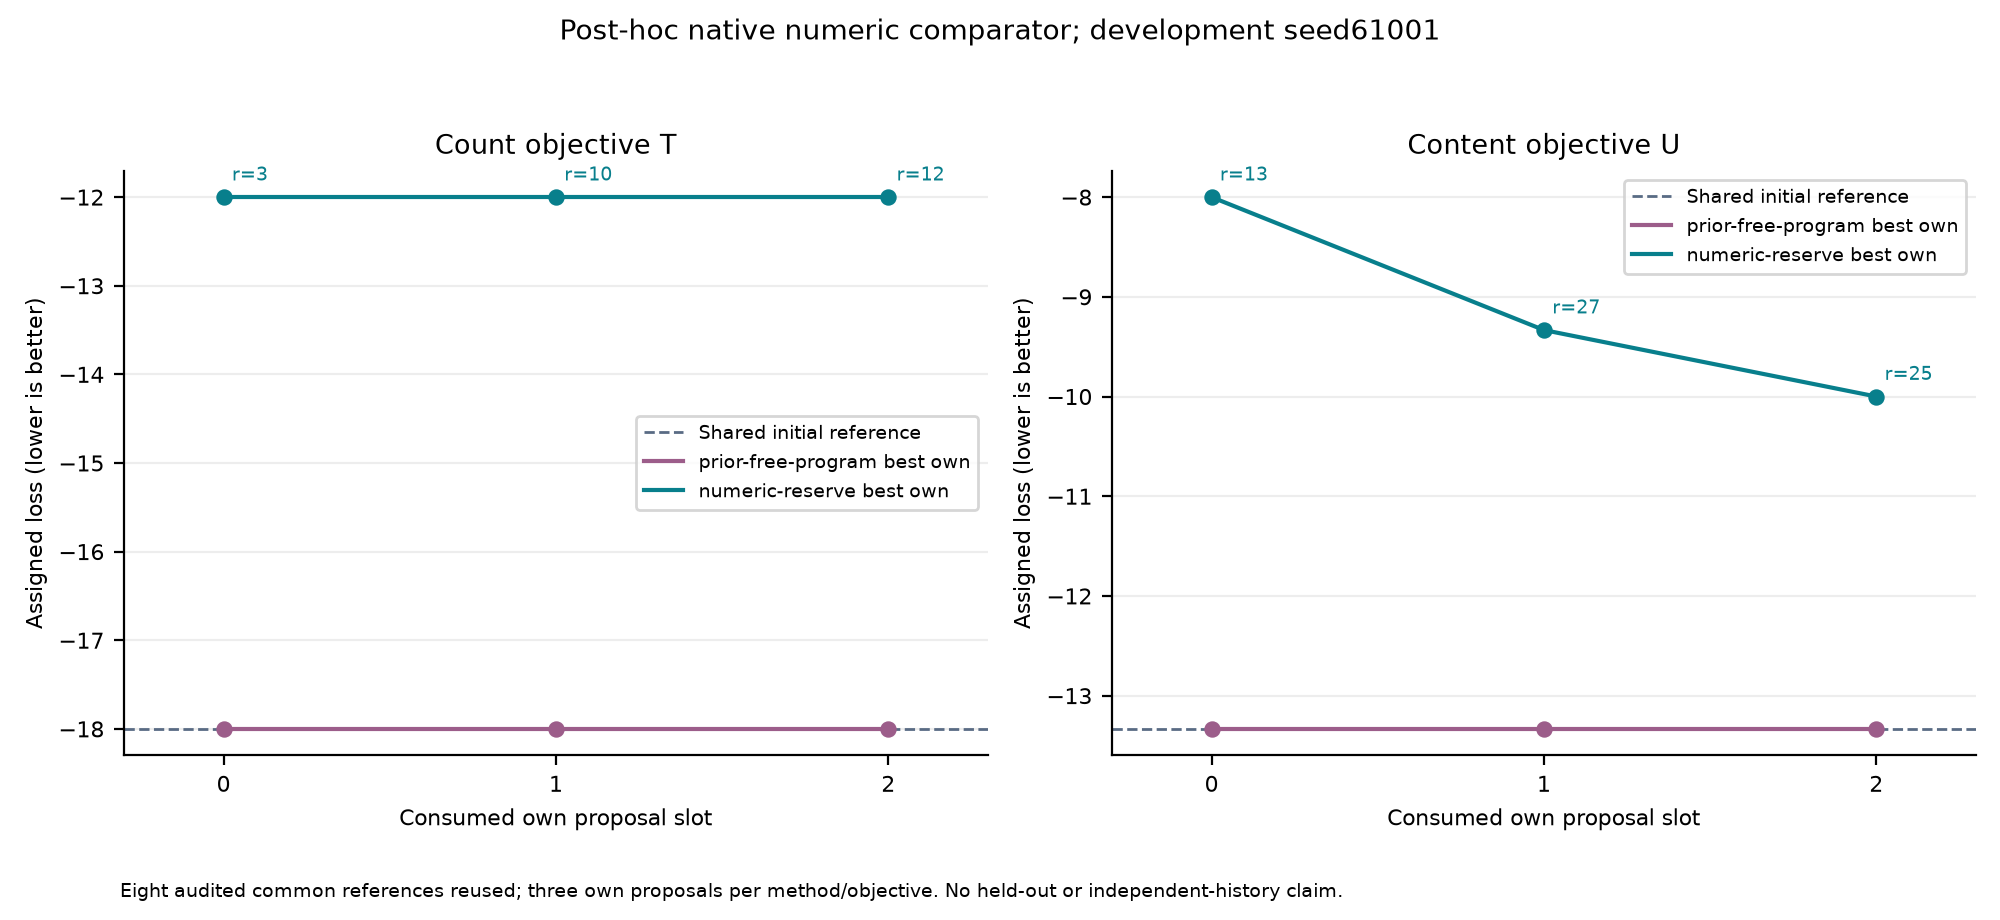 Post-hoc native numeric comparator; development seed61001
Count objective T
r=3
r=10
r=12
−12
−13
−14
−15
−16
−17
−18
Assigned loss (lower is better)
Shared initial reference
prior-free-program best own
numeric-reserve best own
0
1
2
Consumed own proposal slot
Content objective U
r=13
r=27
r=25
−8
−9
−10
−11
−12
−13
Assigned loss (lower is better)
Shared initial reference
prior-free-program best own
numeric-reserve best own
0
1
2
Consumed own proposal slot
Eight audited common references reused; three own proposals per method/objective. No held-out or independent-history claim.